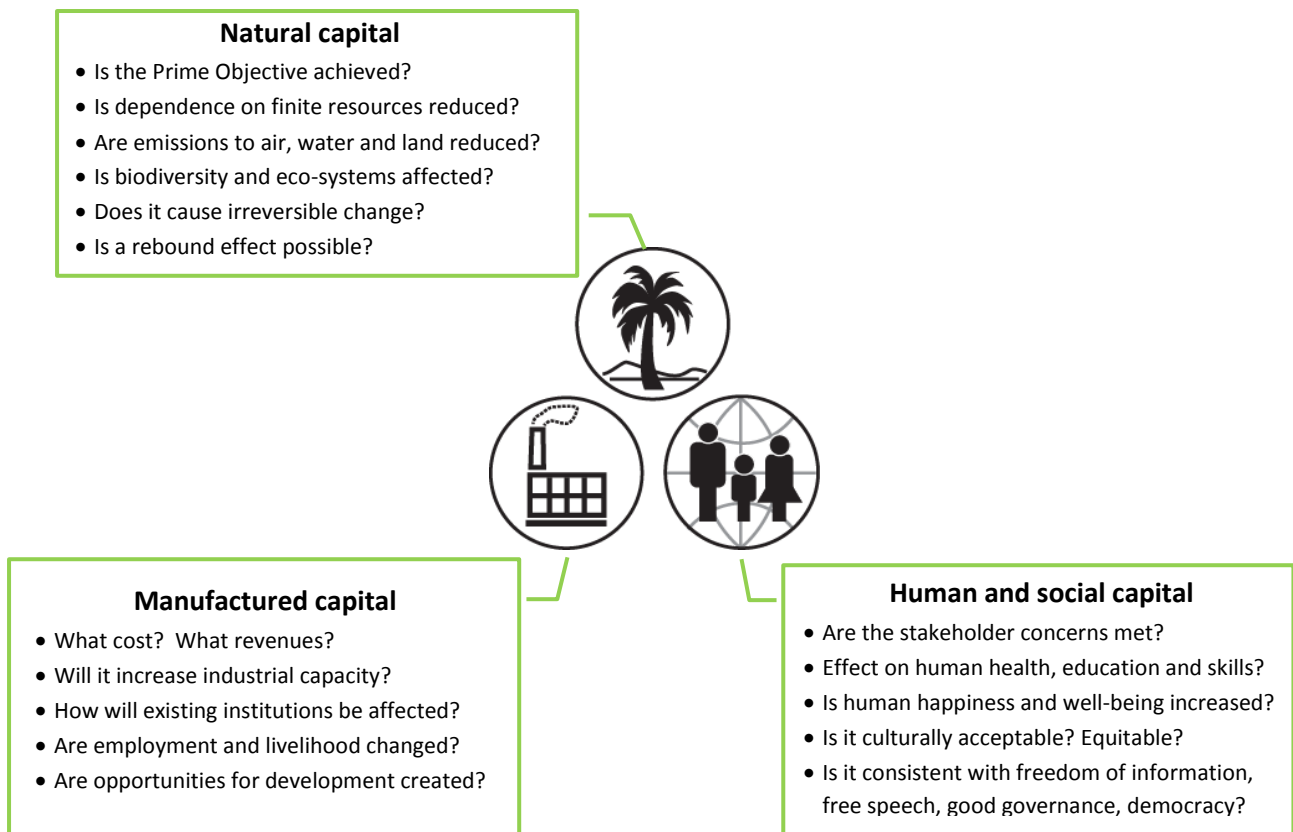 Natural capital
• Is the Prime Objective achieved?
• Is dependence on finite resources reduced?
• Are emissions to air, water and land reduced?
• Is biodiversity and eco-systems affected?
• Does it cause irreversible change?
• Is a rebound effect possible?
Manufactured capital
• What cost?  What revenues?
• Will it increase industrial capacity?
• How will existing institutions be affected?
• Are employment and livelihood changed?
• Are opportunities for development created?
Human and social capital
• Are the stakeholder concerns met?
• Effect on human health, education and skills?
• Is human happiness and well-being increased?
• Is it culturally acceptable? Equitable?
• Is it consistent with freedom of information,
free speech, good governance, democracy?